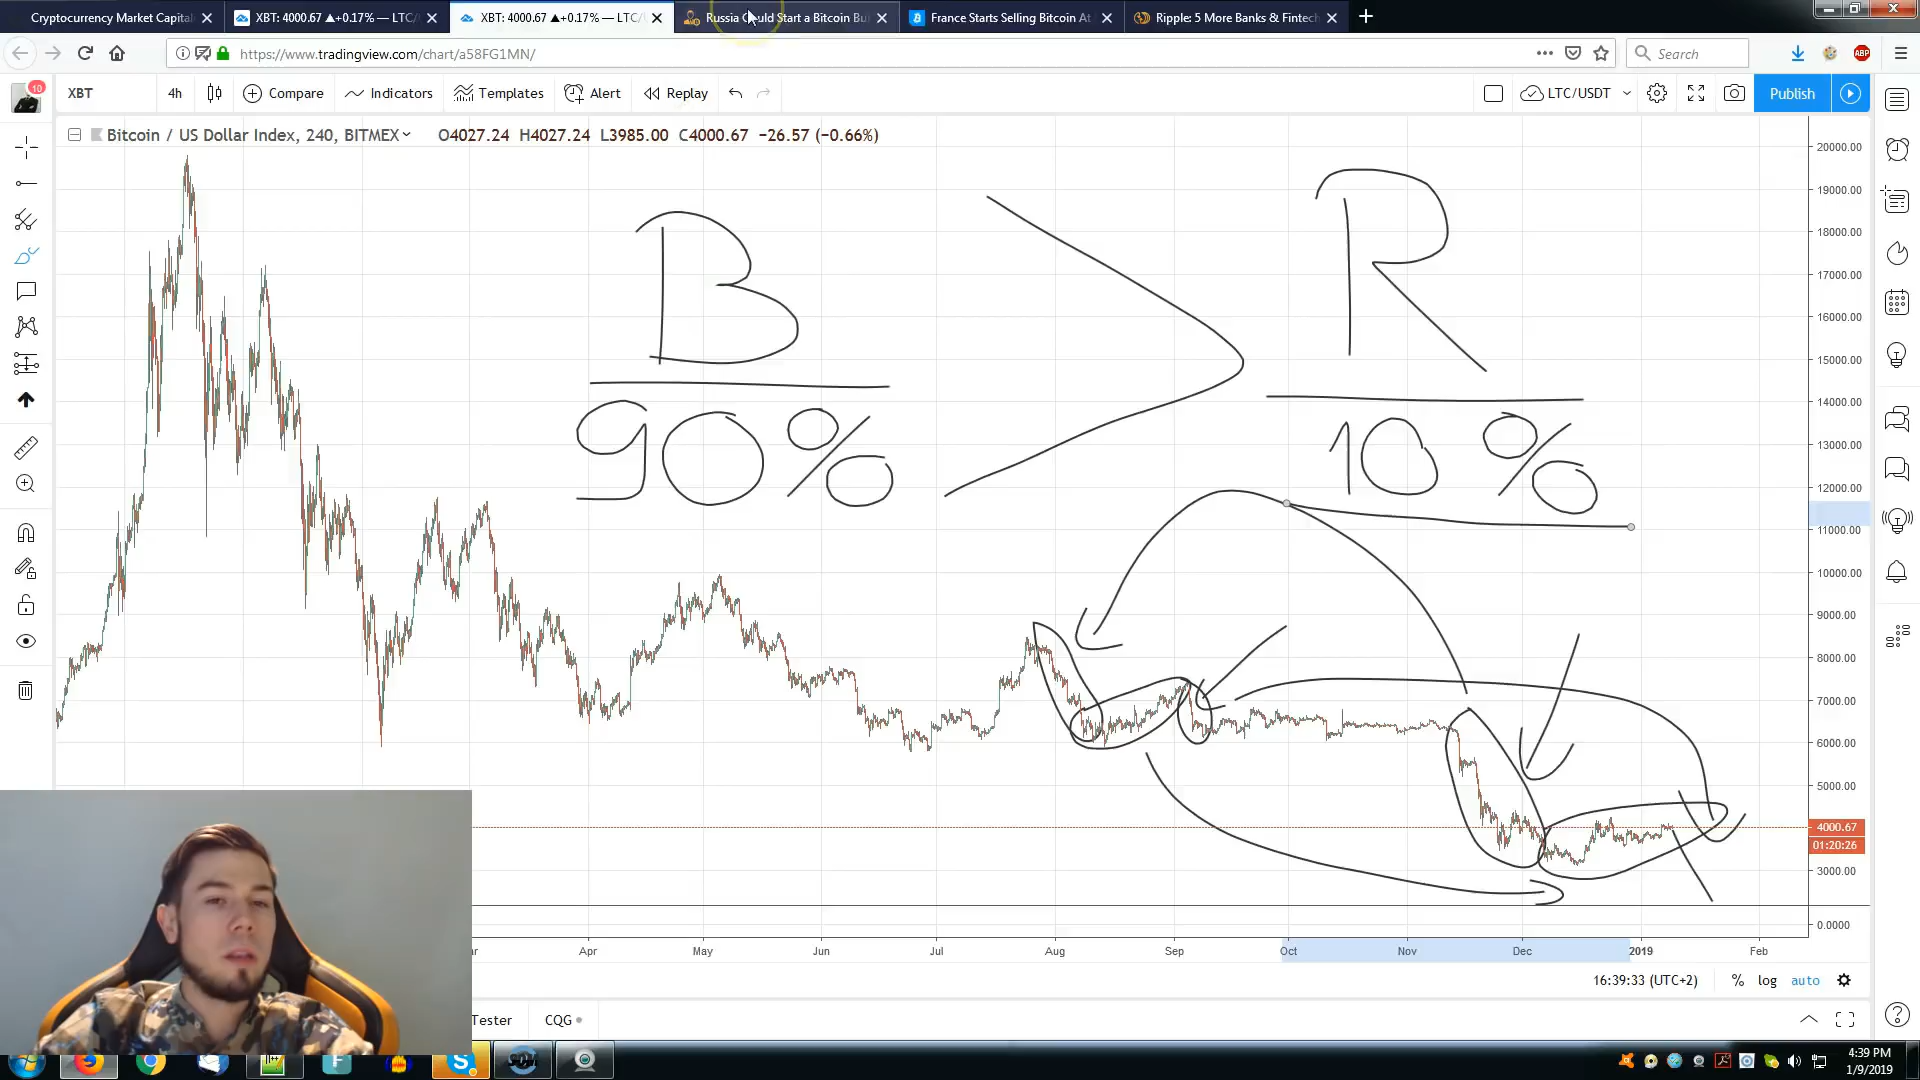 Cryptocurrency Market Capital
XBT: 4000.67 ▲+0.17% — LTC/
XBT: 4000.67 ▲+0.17% — LTC/
Russia Could Start a Bitcoin Bu
France Starts Selling Bitcoin At
Ripple: 5 More Banks & Fintech
https://www.tradingview.com/chart/a58FG1MN/
Search
ABP
10
XBT
4h
Compare
Indicators
Templates
Alert
Replay
LTC/USDT
Publish
Bitcoin / US Dollar Index, 240, BITMEX
O4027.24 H4027.24 L3985.00 C4000.67 −26.57 (−0.66%)
B
90%
R
10%
20000.00
19000.00
18000.00
17000.00
16000.00
15000.00
14000.00
13000.00
12000.00
11000.00
10000.00
9000.00
8000.00
7000.00
6000.00
5000.00
4000.67
01:20:26
3000.00
0.0000
Apr
May
Jun
Jul
Aug
Sep
Oct
Nov
Dec
2019
Feb
16:39:33 (UTC+2)
%
log
auto
Tester
CQG
4:39 PM
1/9/2019